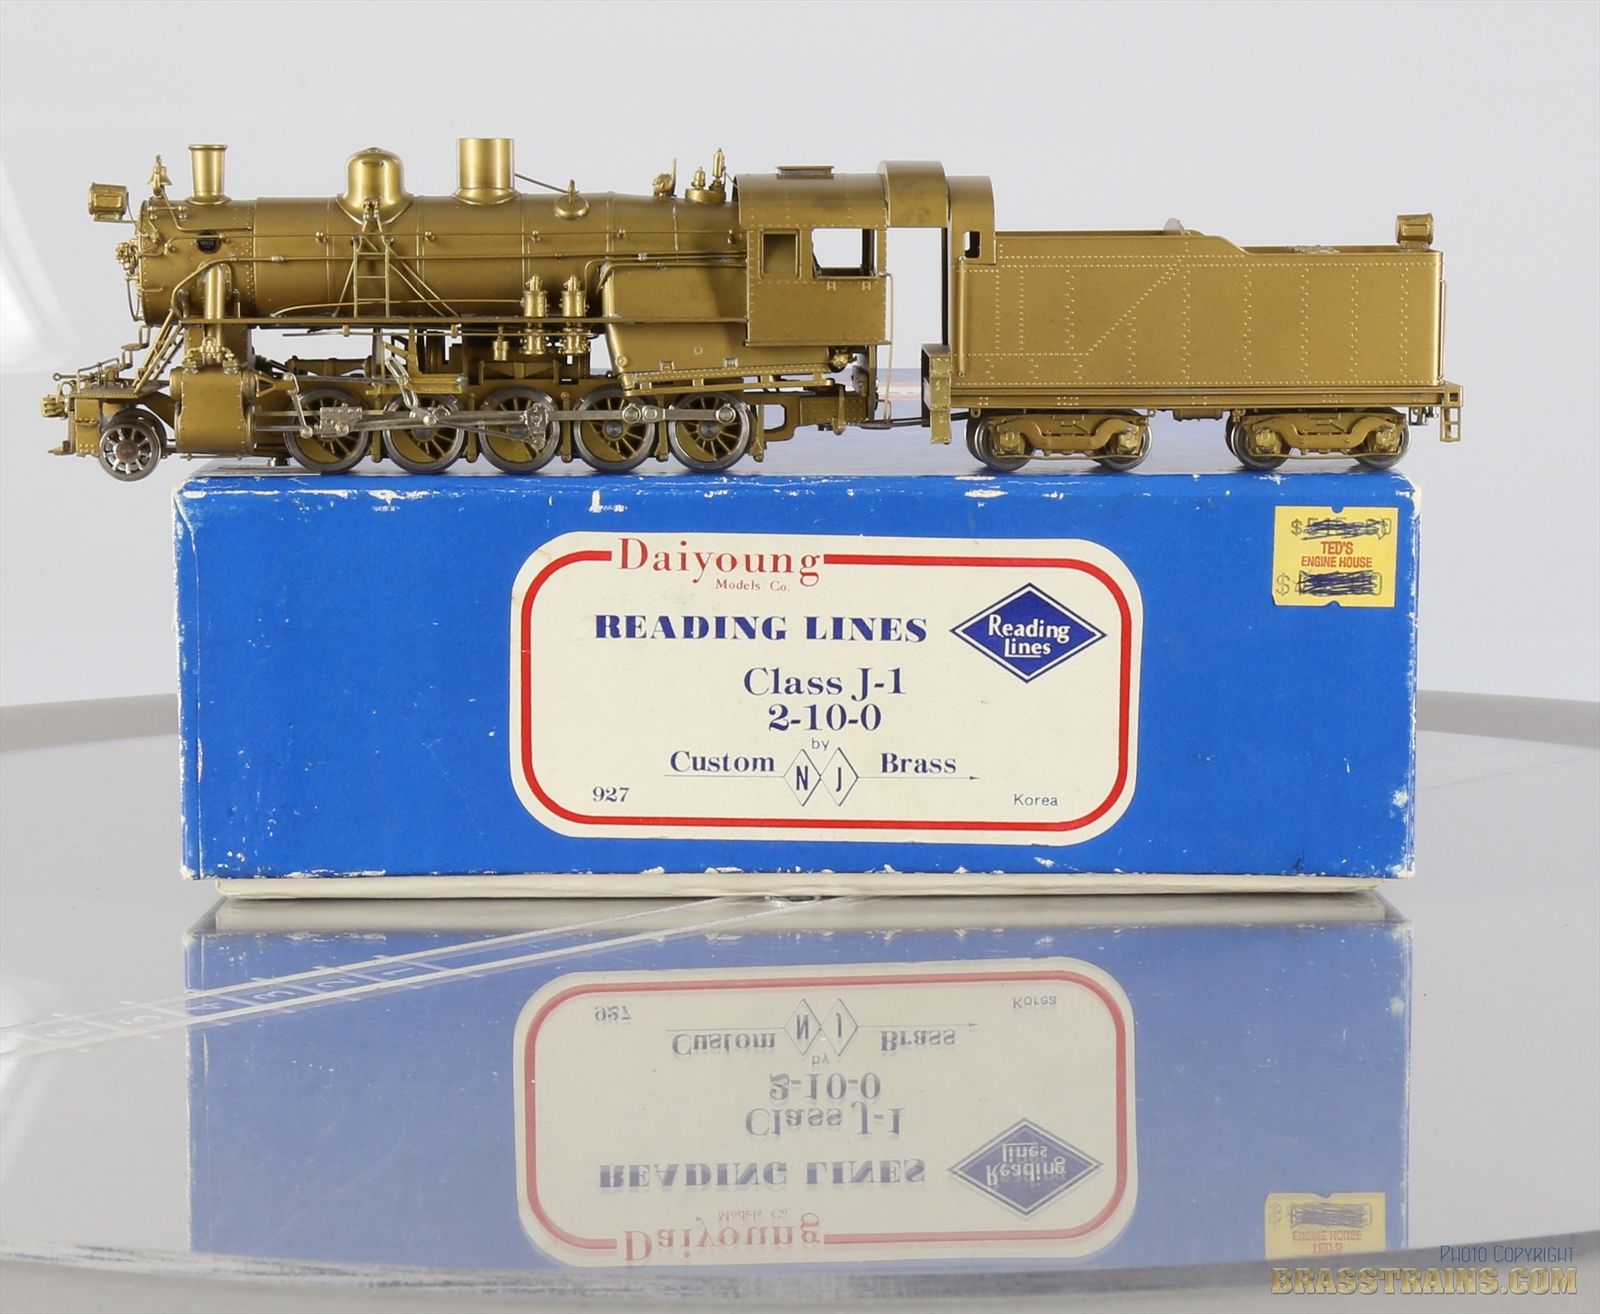 Daiyoung
Models Co.
READING LINES
Reading
Lines
Class J-1
2-10-0
by
Custom NJ Brass
927
Korea
$
TED'S
ENGINE HOUSE
$
PHOTO COPYRIGHT
BRASSTRAINS.COM